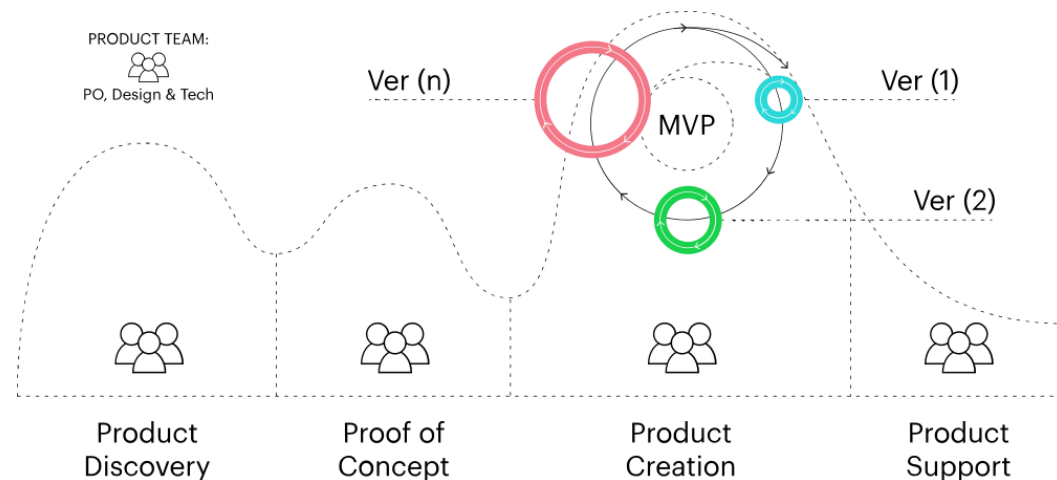 PRODUCT TEAM:
PO, Design & Tech
Ver (n)
Ver (1)
MVP
Ver (2)
Product
Discovery
Proof of
Concept
Product
Creation
Product
Support